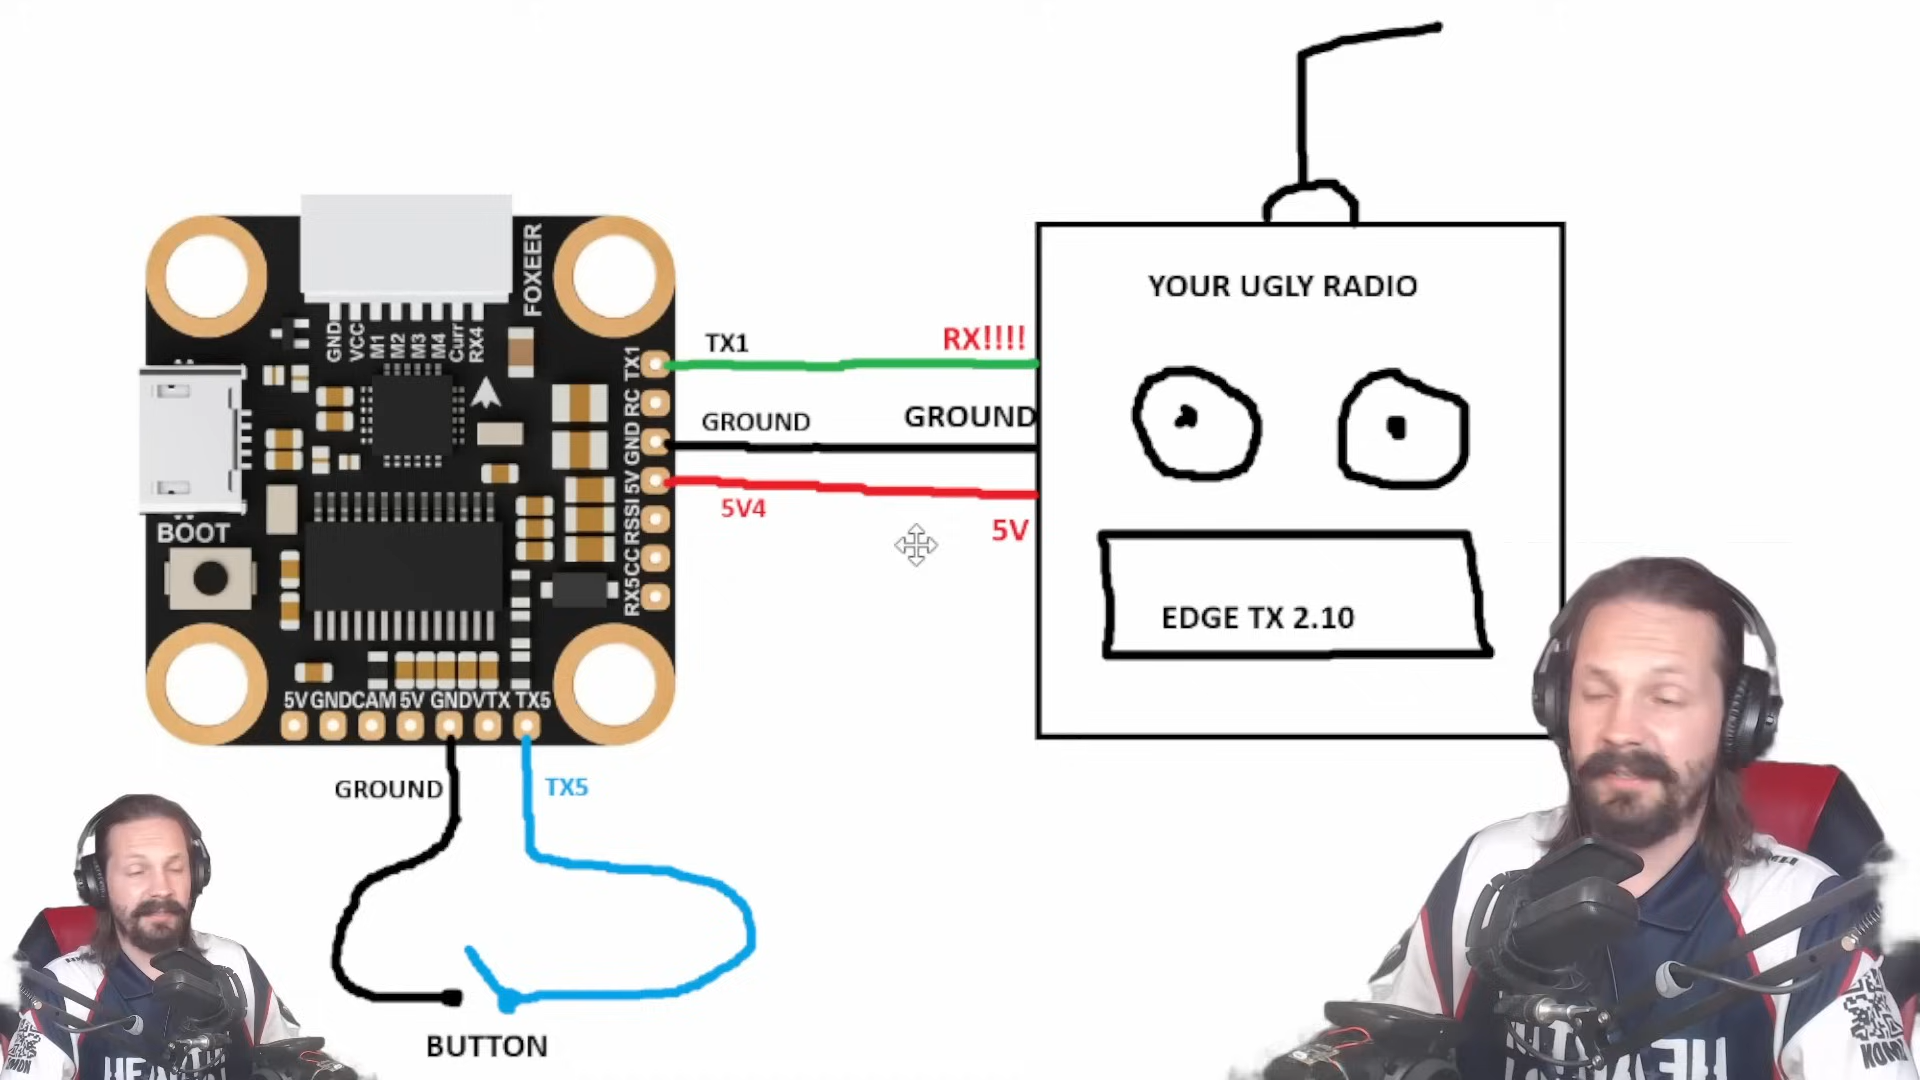 FOXEER
GND
VCC
M1
M2
M3
M4
Curr
RX4
TX1
RC
GND
5V
RSSI
CC
RX5
BOOT
5V GND CAM 5V GND VTX TX5
TX1
RX!!!!
GROUND
GROUND
5V4
5V
YOUR UGLY RADIO
EDGE TX 2.10
GROUND
TX5
BUTTON